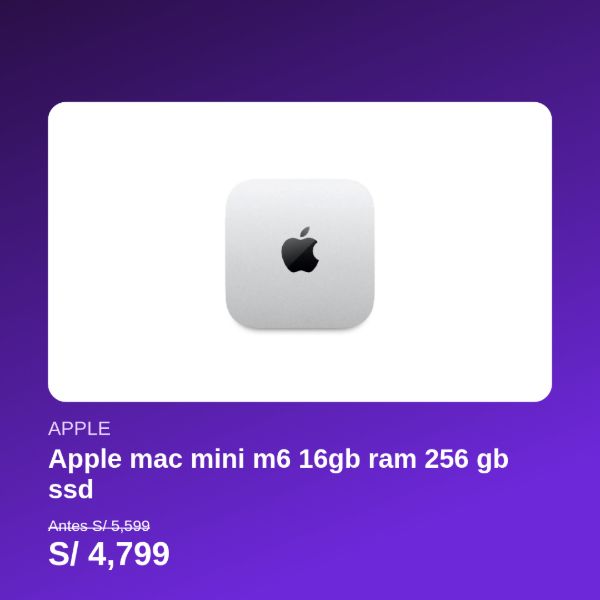 APPLE
Apple mac mini m6 16gb ram 256 gb
ssd
Antes S/ 5,599
S/ 4,799